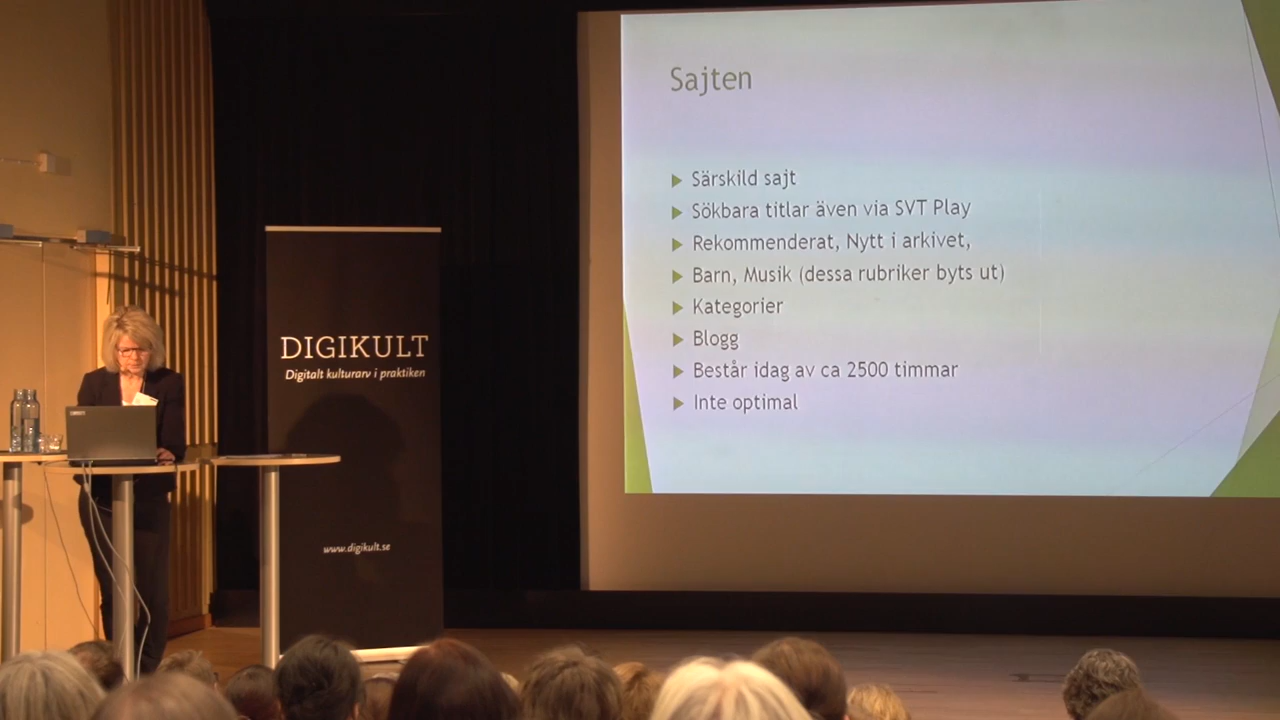 Sajten
Särskild sajt
Sökbara titlar även via SVT Play
Rekommenderat, Nytt i arkivet,
Barn, Musik (dessa rubriker byts ut)
Kategorier
Blogg
Består idag av ca 2500 timmar
Inte optimal
DIGIKULT
Digitalt kulturarv i praktiken
www.digikult.se